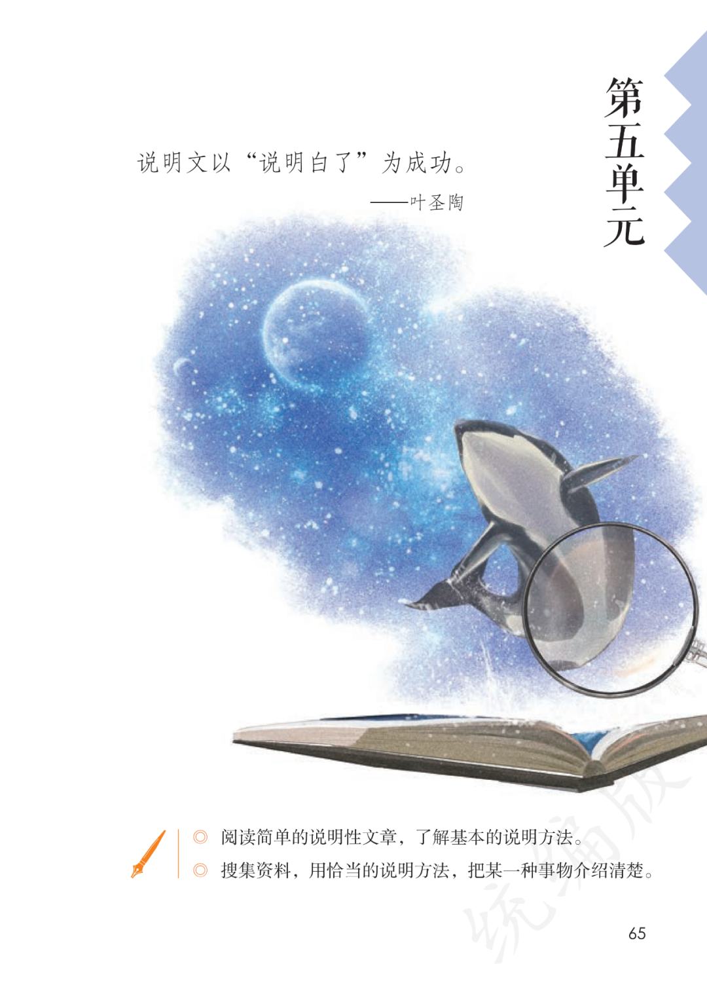 第五单元
说明文以“说明白了”为成功。
——叶圣陶
◎ 阅读简单的说明性文章，了解基本的说明方法。
◎ 搜集资料，用恰当的说明方法，把某一种事物介绍清楚。
统编版
65